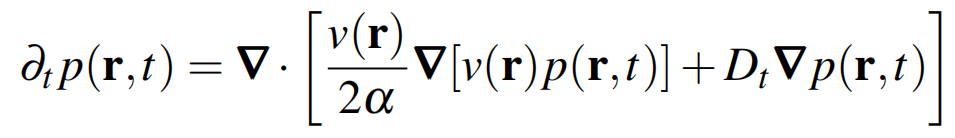 ∂ₜp(𝐫,t) = ∇ · [ v(𝐫)/2α ∇[v(𝐫)p(𝐫,t)] + Dₜ∇p(𝐫,t) ]